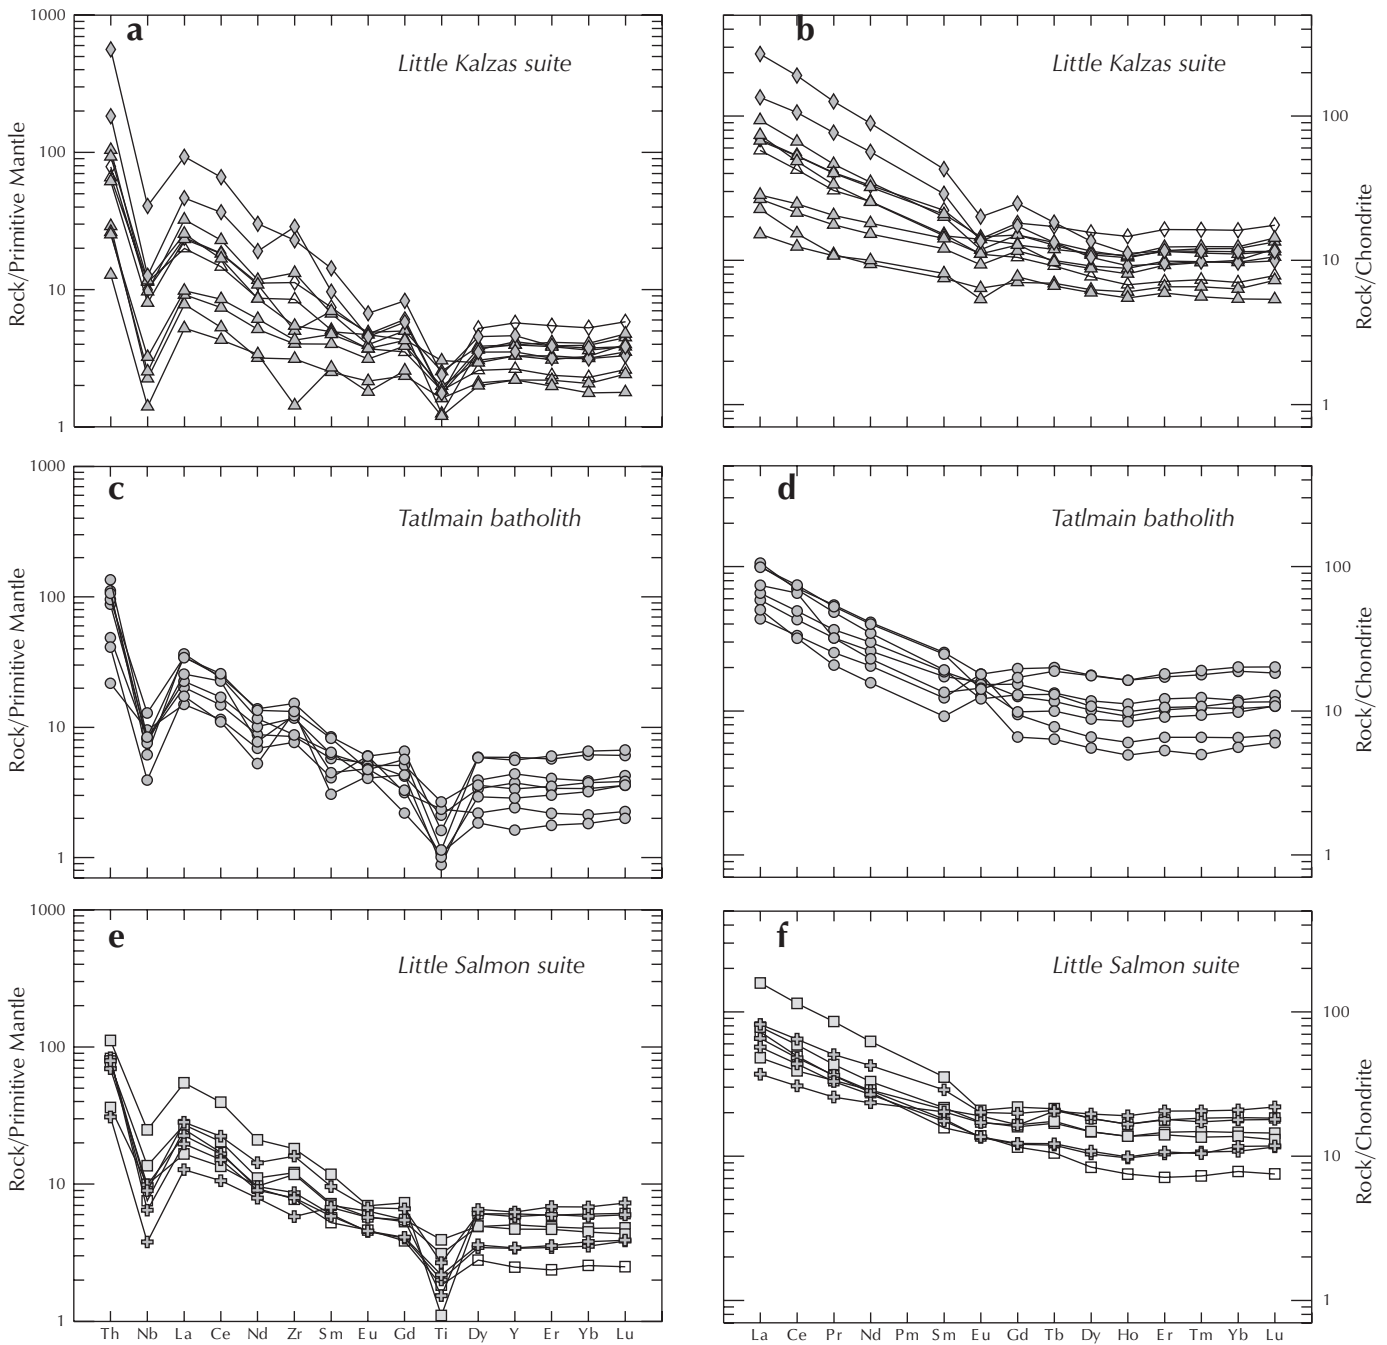 a
Little Kalzas suite
1000
100
10
1
Rock/Primitive Mantle
b
Little Kalzas suite
100
10
1
Rock/Chondrite
c
Tatlmain batholith
1000
100
10
1
Rock/Primitive Mantle
d
Tatlmain batholith
100
10
1
Rock/Chondrite
e
Little Salmon suite
1000
100
10
1
Rock/Primitive Mantle
Th Nb La Ce Nd Zr Sm Eu Gd Ti Dy Y Er Yb Lu
f
Little Salmon suite
100
10
1
Rock/Chondrite
La Ce Pr Nd Pm Sm Eu Gd Tb Dy Ho Er Tm Yb Lu